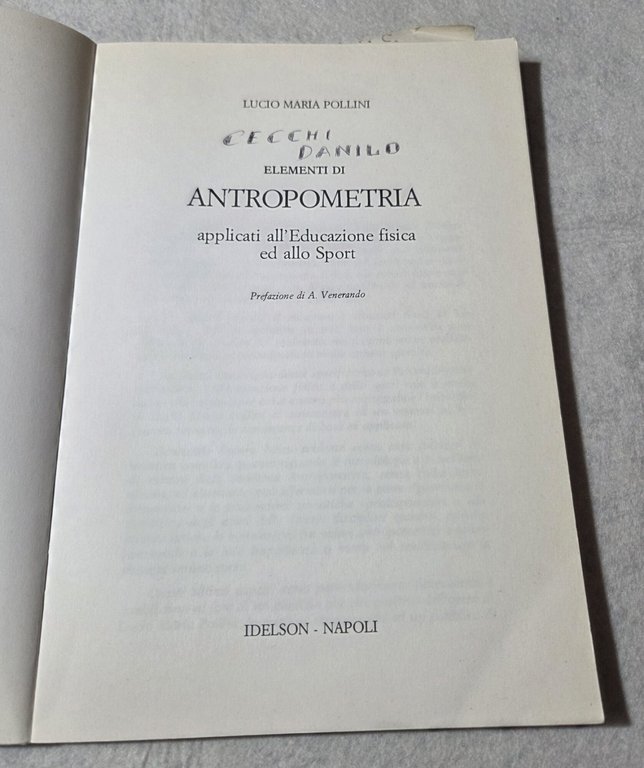 LUCIO MARIA POLLINI
CECCHI
DANILO
ELEMENTI DI
ANTROPOMETRIA
applicati all'Educazione fisica
ed allo Sport
Prefazione di A. Venerando
IDELSON - NAPOLI